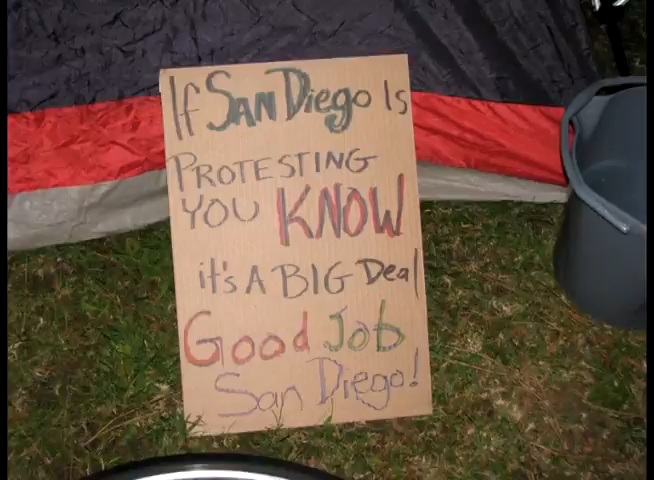 If SAN Diego Is
PROTESTING
YOU KNOW
it's A BIG Deal
Good Job
San Diego!